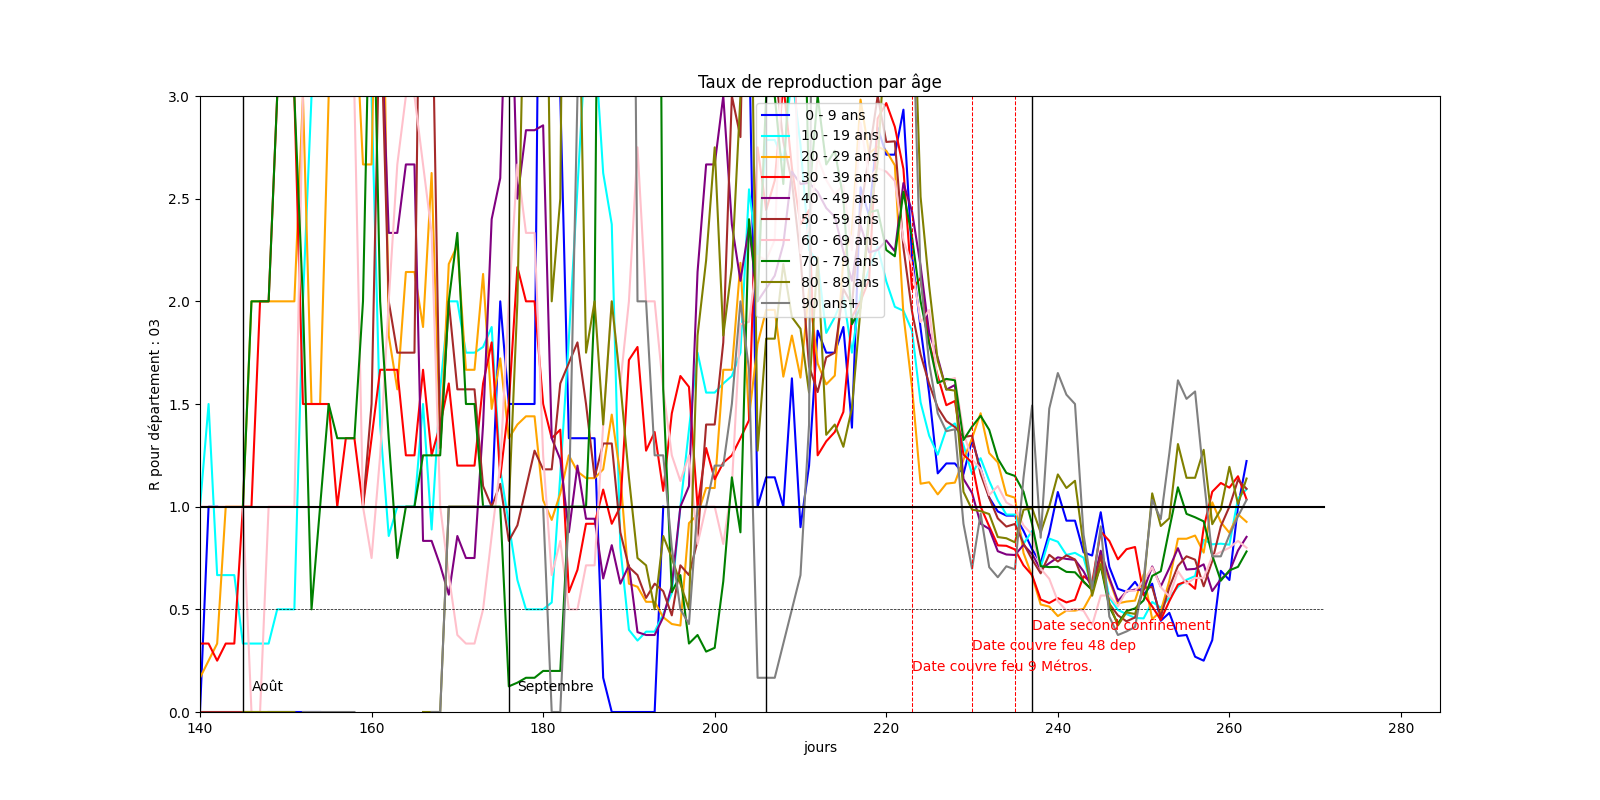 Taux de reproduction par âge
R pour département : 03
3.0
2.5
2.0
1.5
1.0
0.5
0.0
0 - 9 ans
10 - 19 ans
20 - 29 ans
30 - 39 ans
40 - 49 ans
50 - 59 ans
60 - 69 ans
70 - 79 ans
80 - 89 ans
90 ans+
Date second confinement
Date couvre feu 48 dep
Date couvre feu 9 Métros.
Août
Septembre
140 160 180 200 220 240 260 280
jours